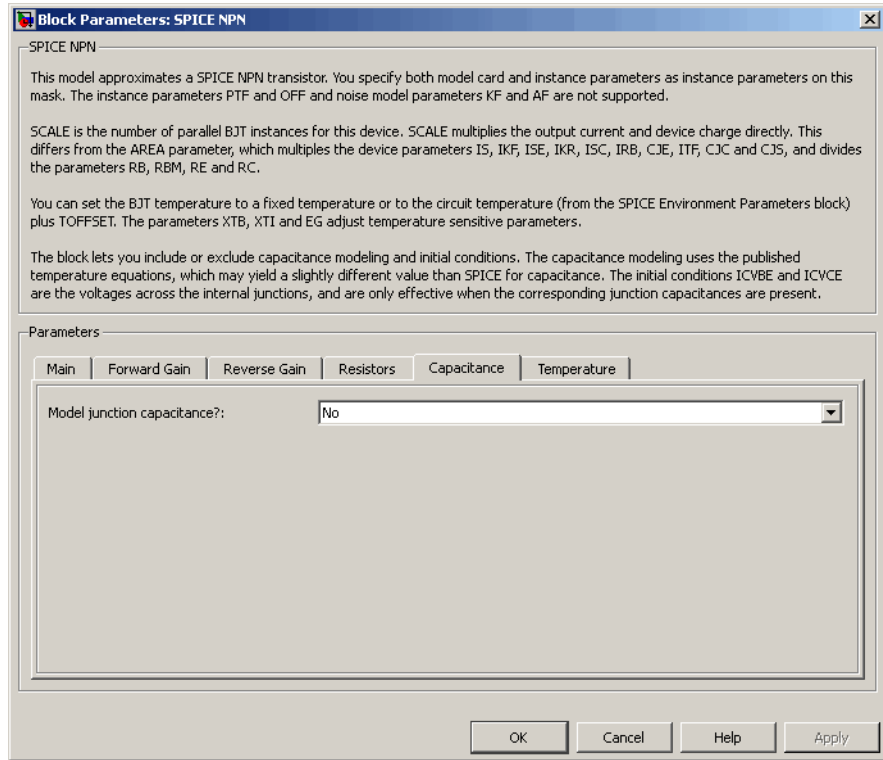 Block Parameters: SPICE NPN
SPICE NPN
This model approximates a SPICE NPN transistor. You specify both model card and instance parameters as instance parameters on this
mask. The instance parameters PTF and OFF and noise model parameters KF and AF are not supported.
SCALE is the number of parallel BJT instances for this device. SCALE multiplies the output current and device charge directly. This
differs from the AREA parameter, which multiples the device parameters IS, IKF, ISE, IKR, ISC, IRB, CJE, ITF, CJC and CJS, and divides
the parameters RB, RBM, RE and RC.
You can set the BJT temperature to a fixed temperature or to the circuit temperature (from the SPICE Environment Parameters block)
plus TOFFSET. The parameters XTB, XTI and EG adjust temperature sensitive parameters.
The block lets you include or exclude capacitance modeling and initial conditions. The capacitance modeling uses the published
temperature equations, which may yield a slightly different value than SPICE for capacitance. The initial conditions ICVBE and ICVCE
are the voltages across the internal junctions, and are only effective when the corresponding junction capacitances are present.
Parameters
Main Forward Gain Reverse Gain Resistors Capacitance Temperature
Model junction capacitance?: No
OK Cancel Help Apply